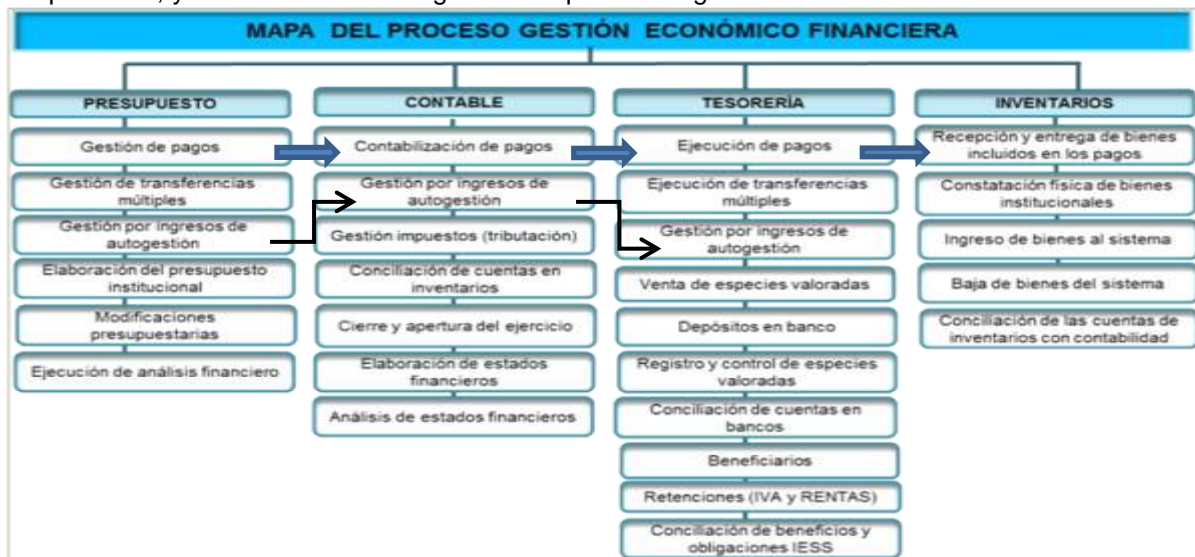 MAPA DEL PROCESO GESTIÓN ECONÓMICO FINANCIERA
PRESUPUESTO
Gestión de pagos
Gestión de transferencias
múltiples
Gestión por ingresos de
autogestión
Elaboración del presupuesto
institucional
Modificaciones
presupuestarias
Ejecución de análisis financiero
CONTABLE
Contabilización de pagos
Gestión por ingresos de
autogestión
Gestión impuestos (tributación)
Conciliación de cuentas en
inventarios
Cierre y apertura del ejercicio
Elaboración de estados
financieros
Análisis de estados financieros
TESORERÍA
Ejecución de pagos
Ejecución de transferencias
múltiples
Gestión por ingresos de
autogestión
Venta de especies valoradas
Depósitos en banco
Registro y control de especies
valoradas
Conciliación de cuentas en
bancos
Beneficiarios
Retenciones (IVA y RENTAS)
Conciliación de beneficios y
obligaciones IESS
INVENTARIOS
Recepción y entrega de bienes
incluidos en los pagos
Constatación física de bienes
institucionales
Ingreso de bienes al sistema
Baja de bienes del sistema
Conciliación de las cuentas de
inventarios con contabilidad